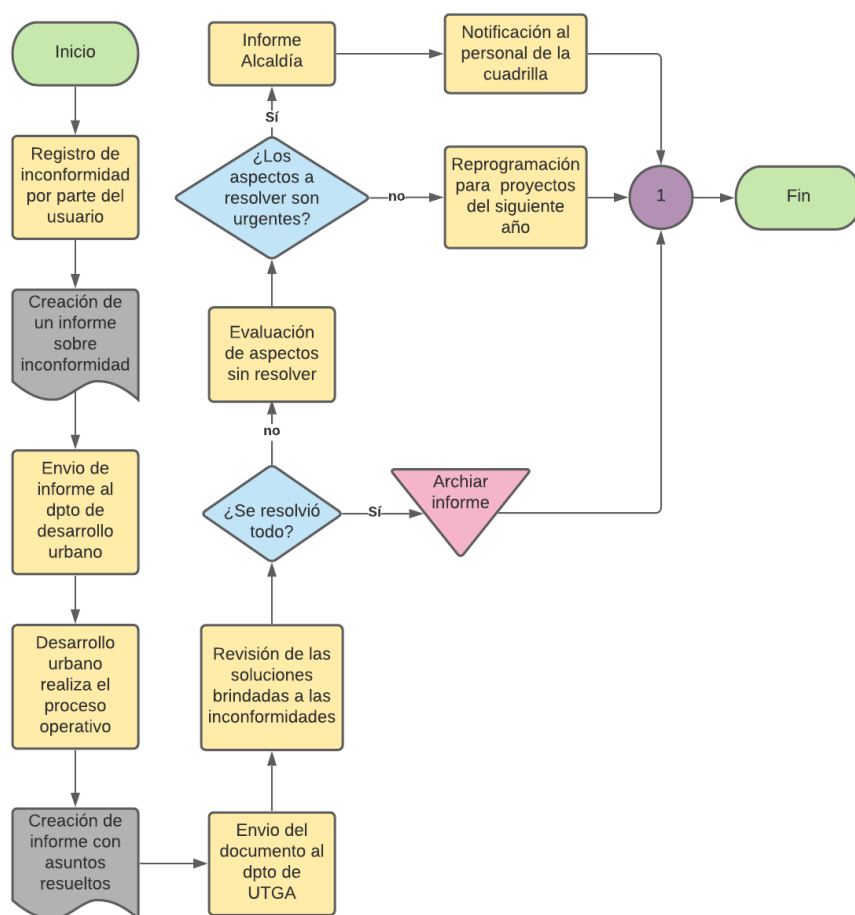 Inicio
Registro de
inconformidad
por parte del
usuario
Creación de
un informe
sobre
inconformidad
Envio de
informe al
dpto de
desarrollo
urbano
Desarrollo
urbano
realiza el
proceso
operativo
Creación de
informe con
asuntos
resueltos
Envio del
documento al
dpto de
UTGA
Revisión de las
soluciones
brindadas a las
inconformidades
¿Se resolvió
todo?
Sí
Archiar
informe
no
Evaluación
de aspectos
sin resolver
¿Los
aspectos a
resolver son
urgentes?
Sí
Informe
Alcaldía
Notificación al
personal de la
cuadrilla
no
Reprogramación
para proyectos
del siguiente
año
1
Fin